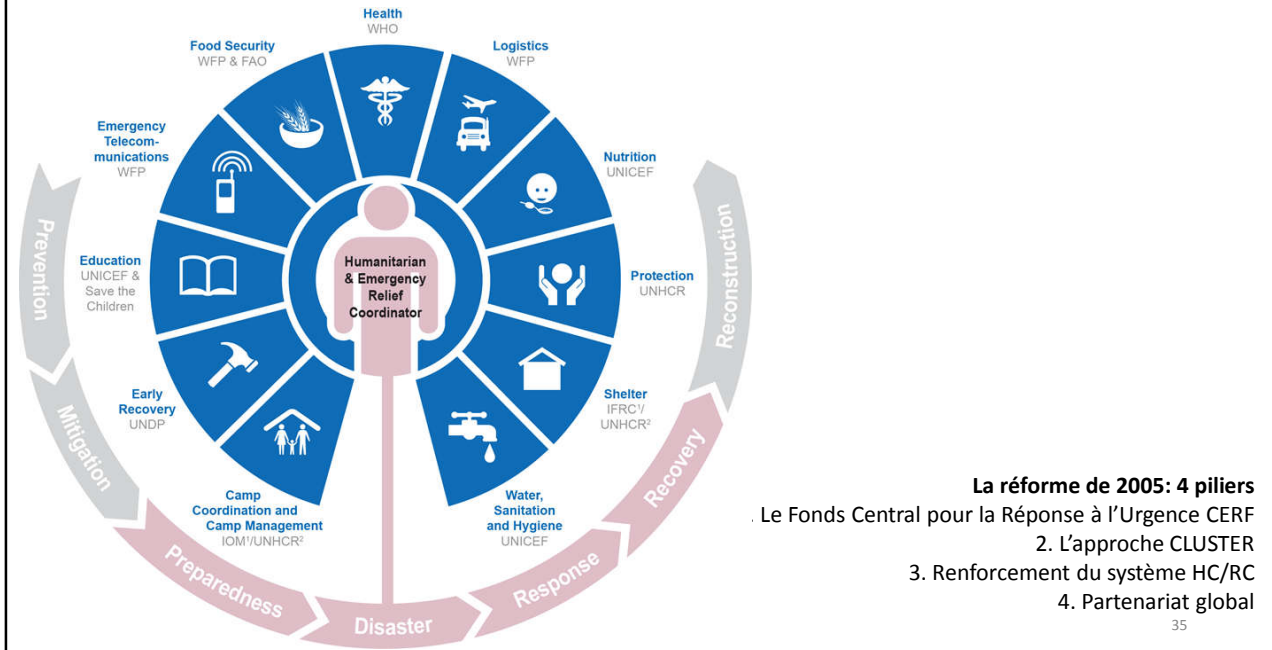 Health
WHO
Logistics
WFP
Nutrition
UNICEF
Protection
UNHCR
Shelter
IFRC¹/
UNHCR²
Water,
Sanitation
and Hygiene
UNICEF
Camp
Coordination and
Camp Management
IOM¹/UNHCR²
Early
Recovery
UNDP
Education
UNICEF &
Save the
Children
Emergency
Telecom-
munications
WFP
Food Security
WFP & FAO
Humanitarian
& Emergency
Relief
Coordinator
Prevention
Mitigation
Preparedness
Disaster
Response
Recovery
Reconstruction
La réforme de 2005: 4 piliers
. Le Fonds Central pour la Réponse à l’Urgence CERF
2. L’approche CLUSTER
3. Renforcement du système HC/RC
4. Partenariat global
35